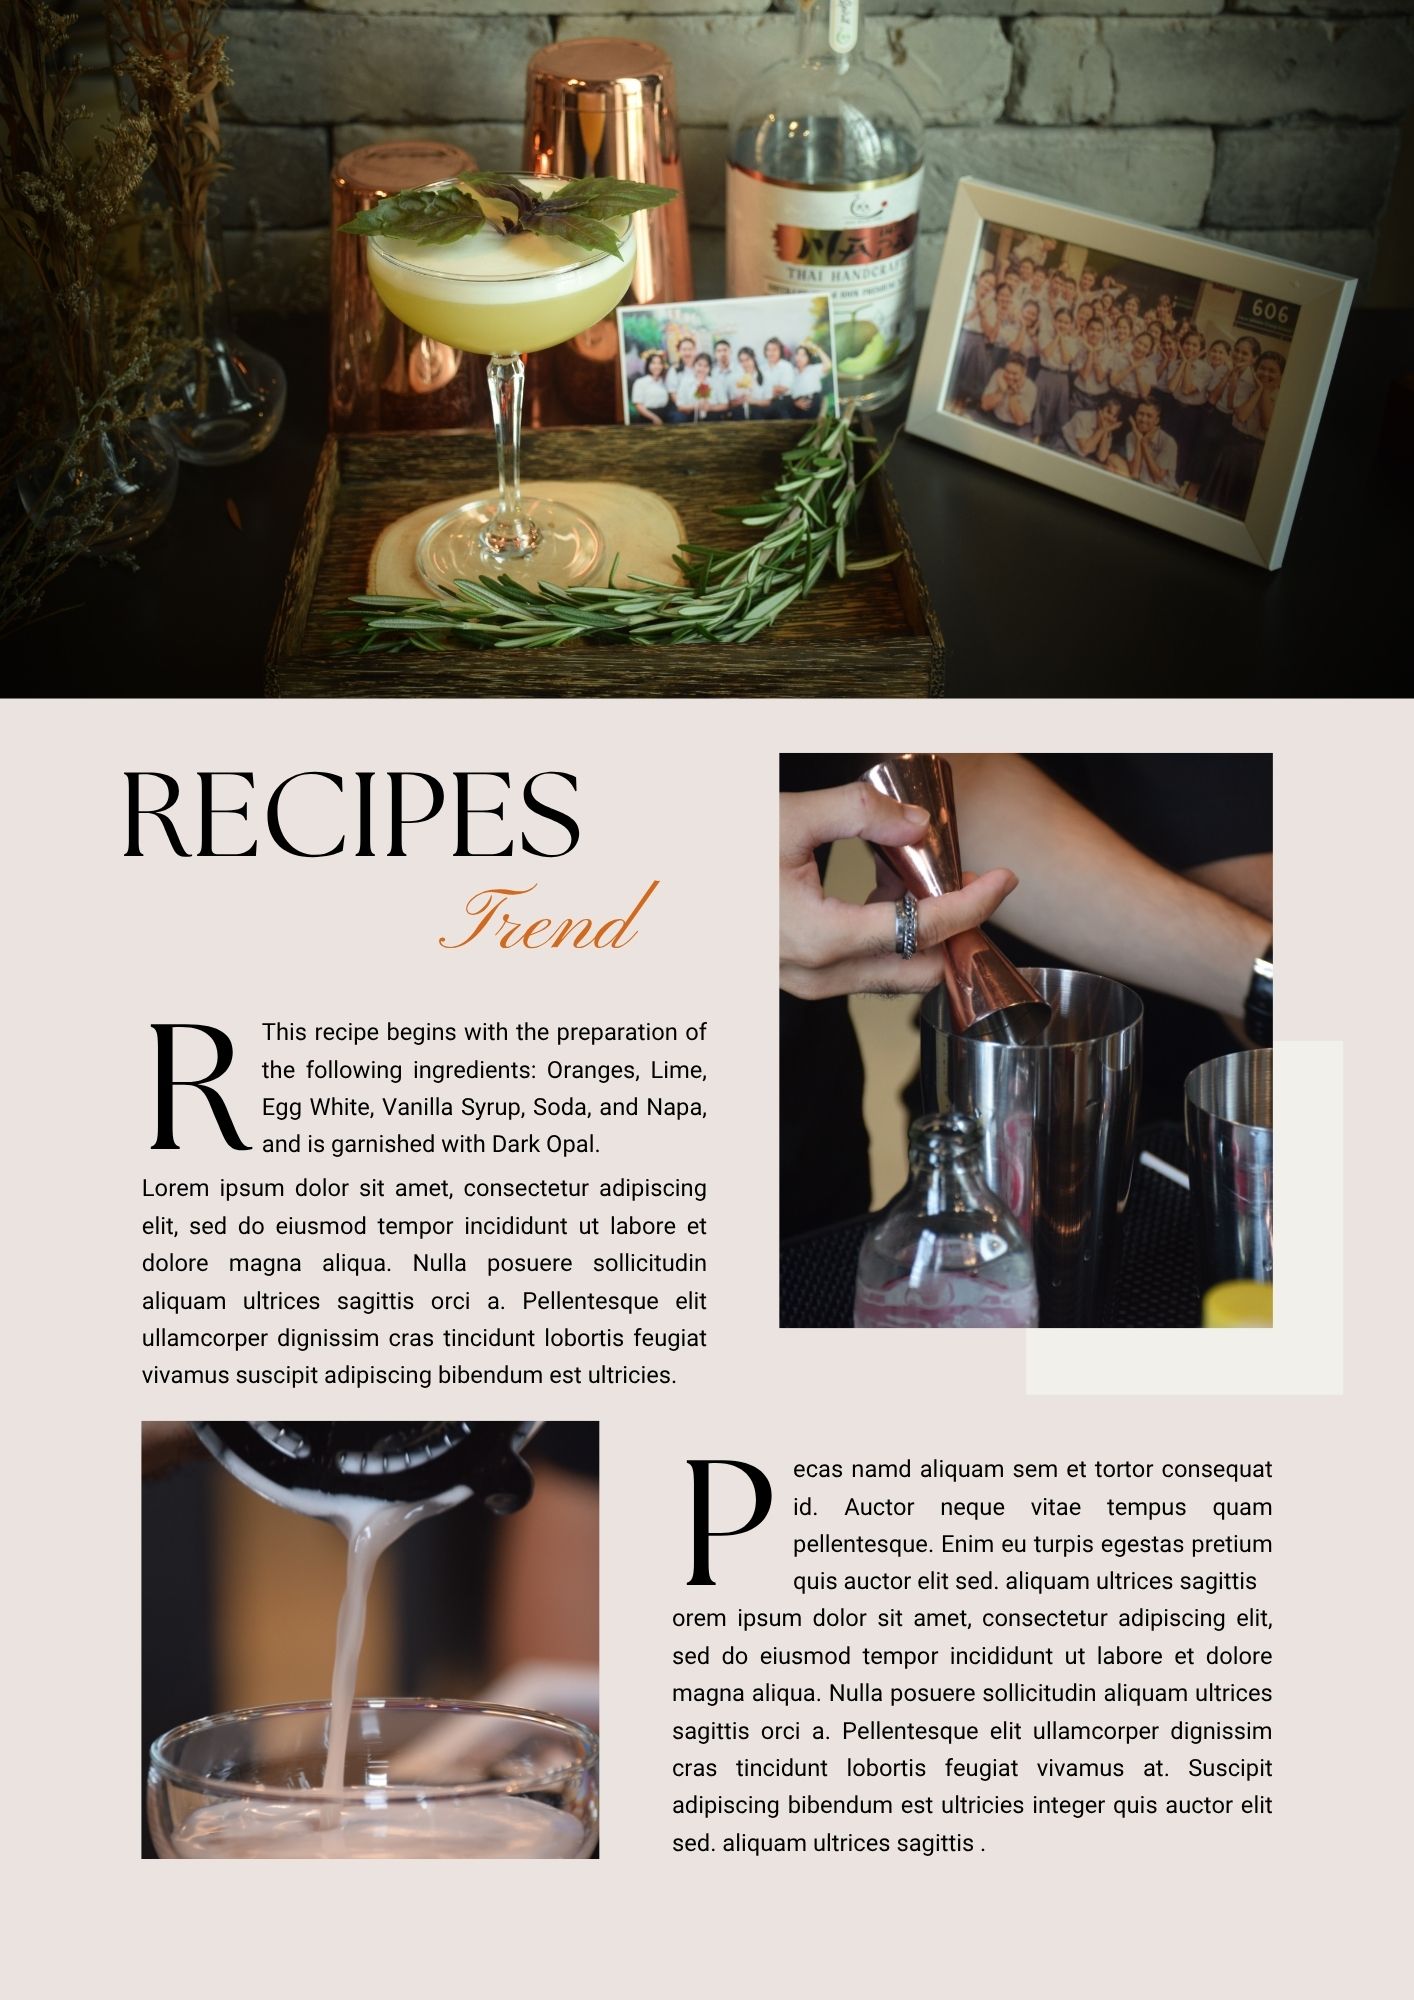 THAI HANDCRAFT
606
RECIPES
Trend
R This recipe begins with the preparation of
the following ingredients: Oranges, Lime,
Egg White, Vanilla Syrup, Soda, and Napa,
and is garnished with Dark Opal.
Lorem ipsum dolor sit amet, consectetur adipiscing
elit, sed do eiusmod tempor incididunt ut labore et
dolore magna aliqua. Nulla posuere sollicitudin
aliquam ultrices sagittis orci a. Pellentesque elit
ullamcorper dignissim cras tincidunt lobortis feugiat
vivamus suscipit adipiscing bibendum est ultricies.
P ecas namd aliquam sem et tortor consequat
id. Auctor neque vitae tempus quam
pellentesque. Enim eu turpis egestas pretium
quis auctor elit sed. aliquam ultrices sagittis
orem ipsum dolor sit amet, consectetur adipiscing elit,
sed do eiusmod tempor incididunt ut labore et dolore
magna aliqua. Nulla posuere sollicitudin aliquam ultrices
sagittis orci a. Pellentesque elit ullamcorper dignissim
cras tincidunt lobortis feugiat vivamus at. Suscipit
adipiscing bibendum est ultricies integer quis auctor elit
sed. aliquam ultrices sagittis .